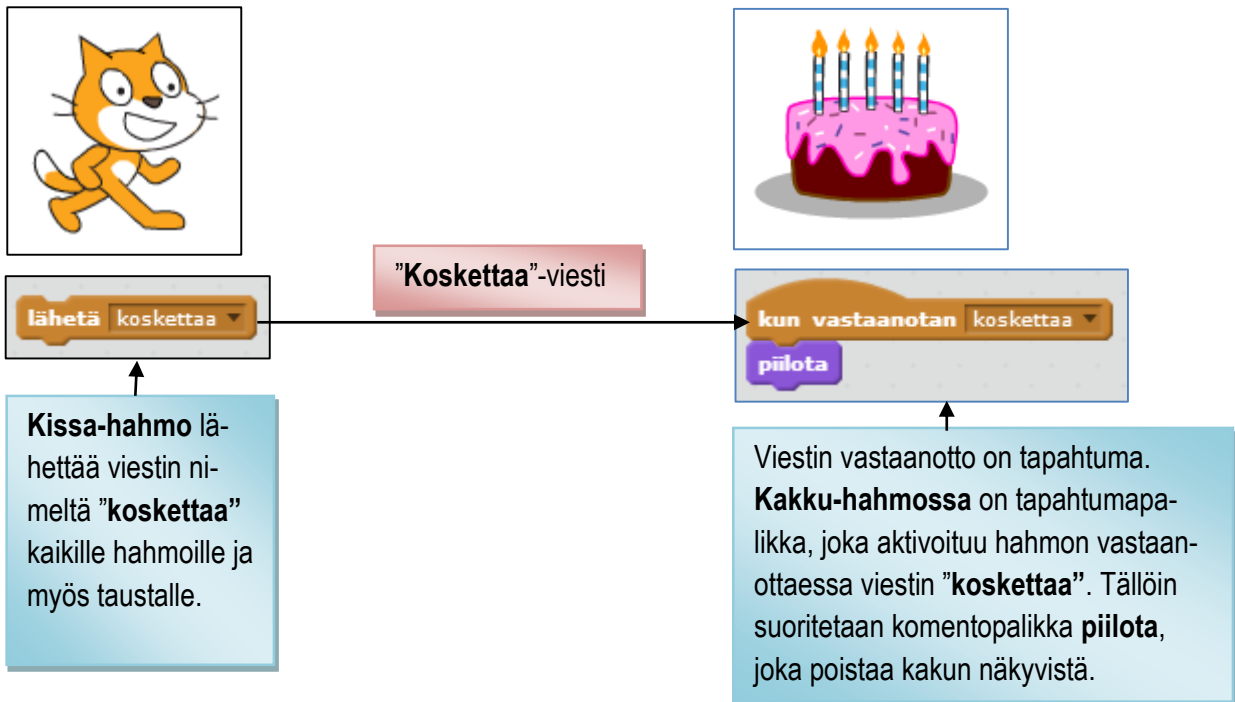 "Koskettaa"-viesti
lähetä koskettaa
kun vastaanotan koskettaa
piilota
Kissa-hahmo lä-
hettää viestin ni-
meltä ”koskettaa”
kaikille hahmoille ja
myös taustalle.
Viestin vastaanotto on tapahtuma.
Kakku-hahmossa on tapahtumapa-
likka, joka aktivoituu hahmon vastaan-
ottaessa viestin ”koskettaa”. Tällöin
suoritetaan komentopalikka piilota,
joka poistaa kakun näkyvistä.